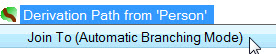 Derivation Path from 'Person'
Join To (Automatic Branching Mode)